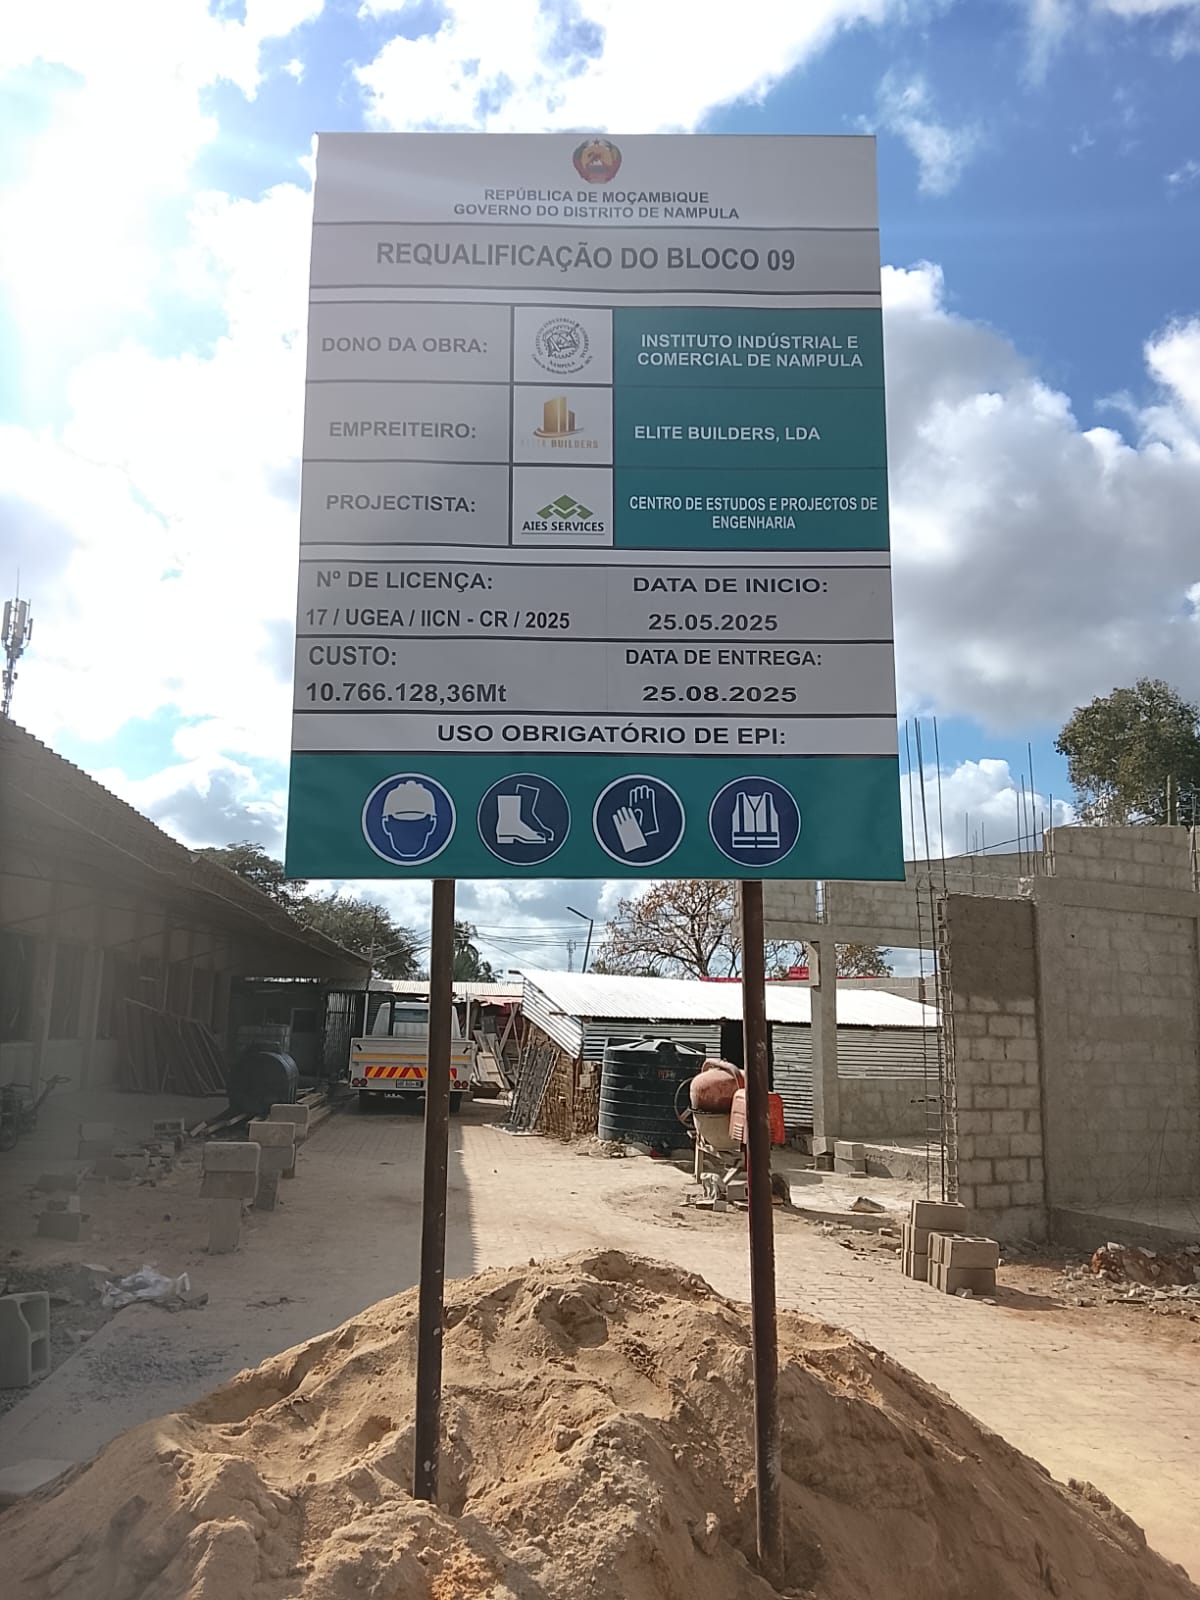 REPÚBLICA DE MOÇAMBIQUE
GOVERNO DO DISTRITO DE NAMPULA
REQUALIFICAÇÃO DO BLOCO 09
DONO DA OBRA:
NAMPULA
INSTITUTO INDÚSTRIAL E
COMERCIAL DE NAMPULA
EMPREITEIRO:
ELITE BUILDERS
ELITE BUILDERS, LDA
PROJECTISTA:
AIES SERVICES
CENTRO DE ESTUDOS E PROJECTOS DE
ENGENHARIA
Nº DE LICENÇA:
17 / UGEA / IICN - CR / 2025
DATA DE INICIO:
25.05.2025
CUSTO:
10.766.128,36Mt
DATA DE ENTREGA:
25.08.2025
USO OBRIGATÓRIO DE EPI: